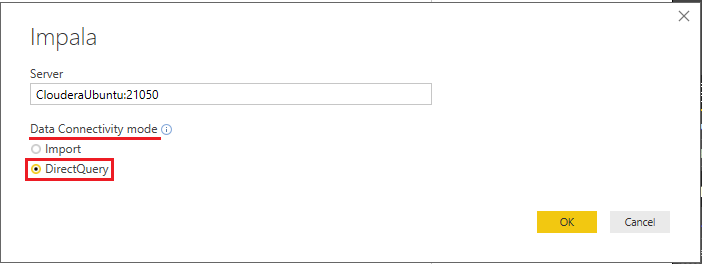 Impala
Server
ClouderaUbuntu:21050
Data Connectivity mode
Import
DirectQuery
OK Cancel